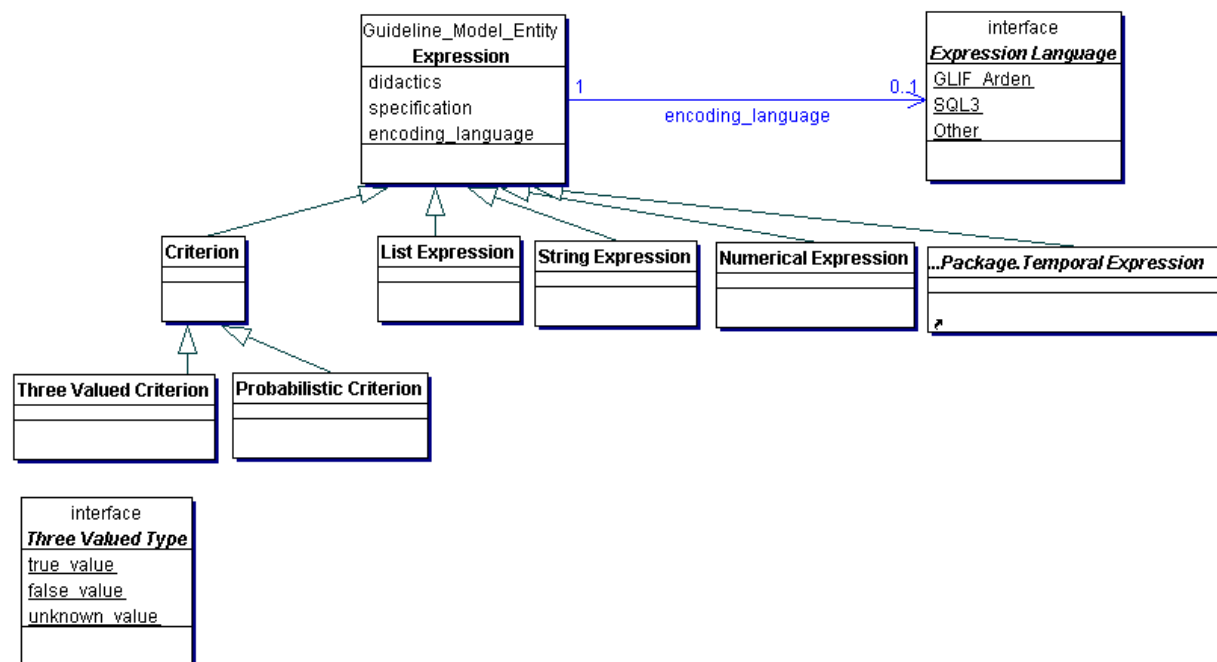 Guideline_Model_Entity
Expression
didactics
specification
encoding_language
1
0..1
encoding_language
interface
Expression Language
GLIF_Arden
SQL3
Other
Criterion
List Expression
String Expression
Numerical Expression
...Package.Temporal Expression
Three Valued Criterion
Probabilistic Criterion
interface
Three Valued Type
true_value
false_value
unknown_value